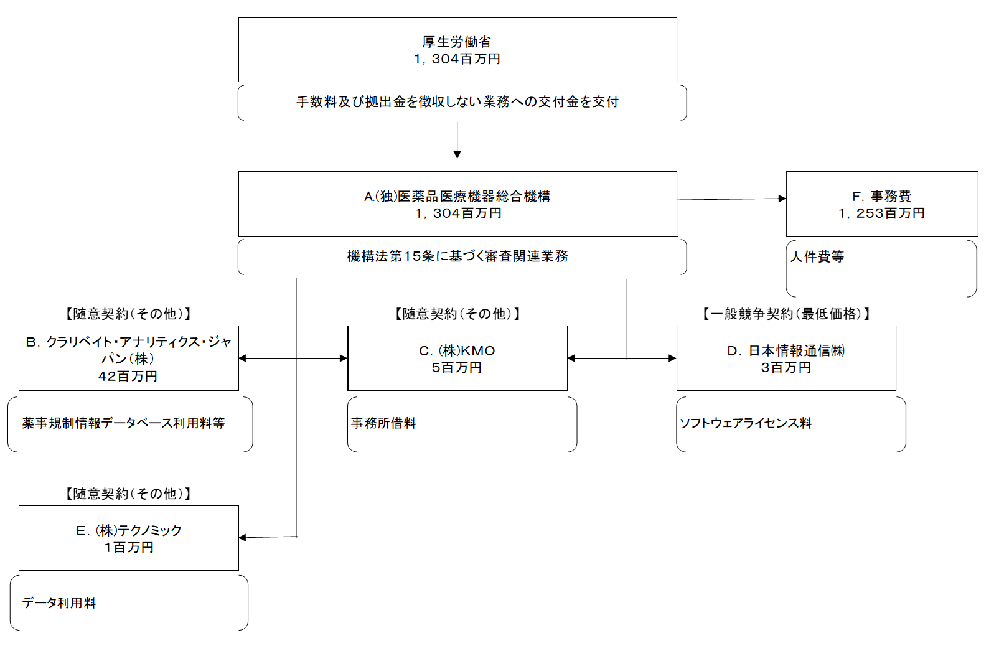 厚生労働省
１，３０４百万円
手数料及び拠出金を徴収しない業務への交付金を交付
A.(独)医薬品医療機器総合機構
１，３０４百万円
F．事務費
１，２５３百万円
機構法第１５条に基づく審査関連業務
人件費等
【随意契約（その他）】
【随意契約（その他）】
【一般競争契約（最低価格）】
B．クラリベイト・アナリティクス・ジャ
パン（株）
４２百万円
C．(株)KMO
５百万円
D．日本情報通信㈱
３百万円
薬事規制情報データベース利用料等
事務所借料
ソフトウェアライセンス料
【随意契約（その他）】
E．(株)テクノミック
１百万円
データ利用料